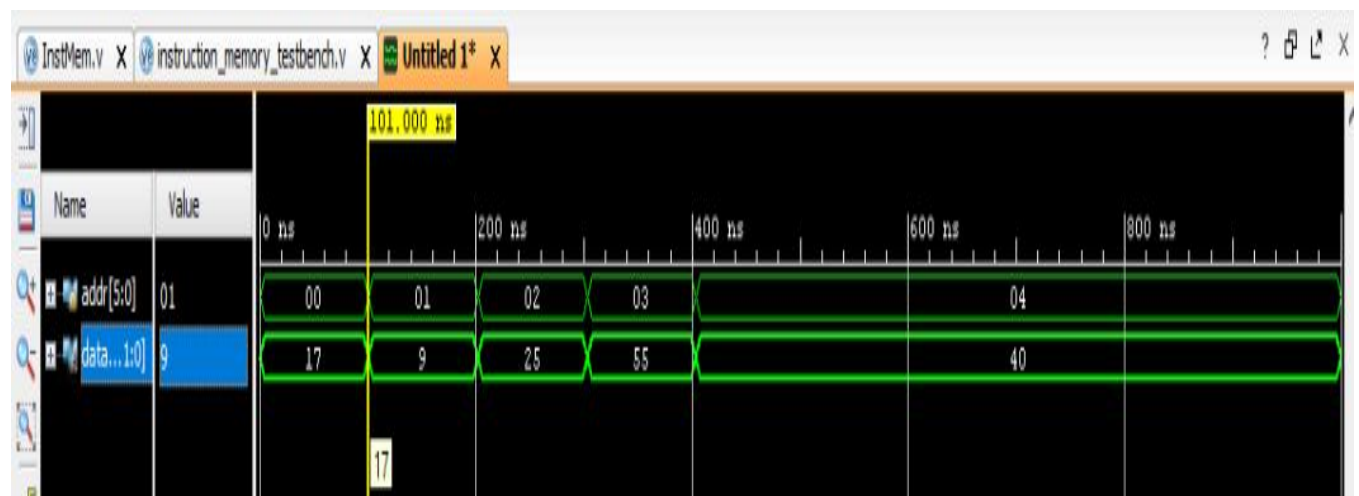 InstMem.v X instruction_memory_testbench.v X Untitled 1* X
101.000 ns
Name Value
0 ns 200 ns 400 ns 600 ns 800 ns
addr[5:0] 01 00 01 02 03 04
data...1:0] 9 17 9 25 55 40
17